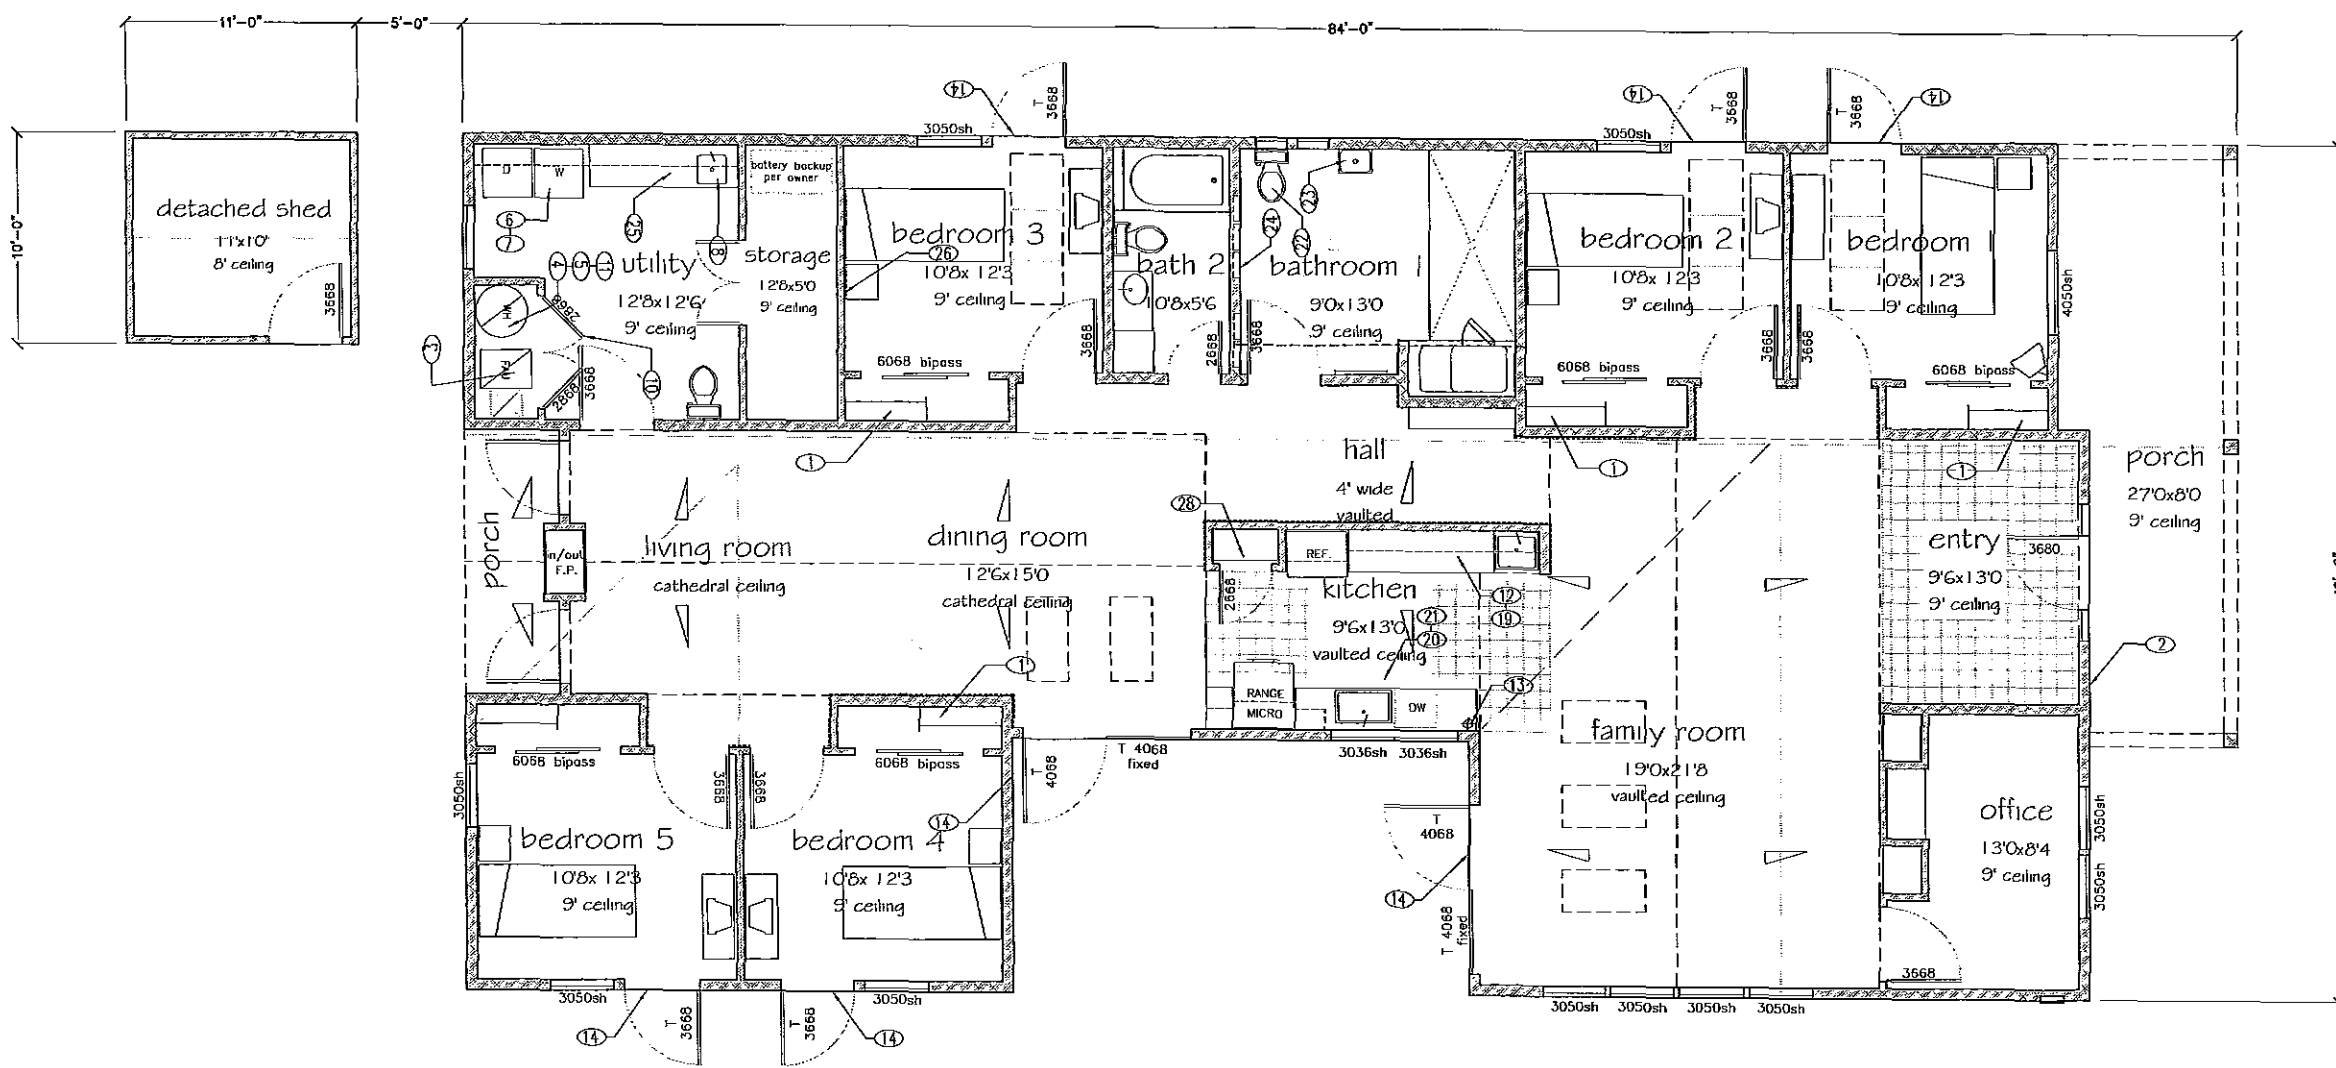 11'-0"
5'-0"
84'-0"
10'-0"
detached shed
11'x10'
8' ceiling
3668
14
T
3668
3050sh
14
T
3668
3050sh
T
3668
14
D
W
battery backup
per owner
6
7
25
8
4
5
11
utility
12'8x12'6
9' ceiling
storage
12'8x5'0
9' ceiling
bedroom 3
26
10'8x 12'3
9' ceiling
bath 2
10'8x5'6
24
22
23
bathroom 1
9'0x13'0
9' ceiling
bedroom 2
10'8x 12'3
9' ceiling
bedroom 1
10'8x 12'3
9' ceiling
4050sh
WH
2868
3
FAU
2868
3668
10
6068 bipass
3668
2668
3668
6068 bipass
3668
3668
6068 bipass
1
1
1
hall
4' wide
vaulted
porch
27'0x8'0
9' ceiling
porch
in/out
F.P.
living room
cathedral ceiling
dining room
12'6x15'0
cathedral ceiling
28
REF.
2668
kitchen
9'6x13'0
vaulted ceiling
12
19
21
20
13
entry
9'6x13'0
9' ceiling
3680
2
1
RANGE
MICRO
DW
3036sh 3036sh
T 4068
fixed
T
4068
14
6068 bipass
6068 bipass
3668
3668
3050sh
bedroom 5
10'8x 12'3
9' ceiling
bedroom 4
10'8x 12'3
9' ceiling
family room
19'0x21'8
vaulted ceiling
T
4068
14
T 4068
fixed
office
13'0x8'4
9' ceiling
3050sh
3050sh
3668
3050sh
3050sh
3050sh
3050sh
3050sh
3050sh
14
T
3668
T
3668
14